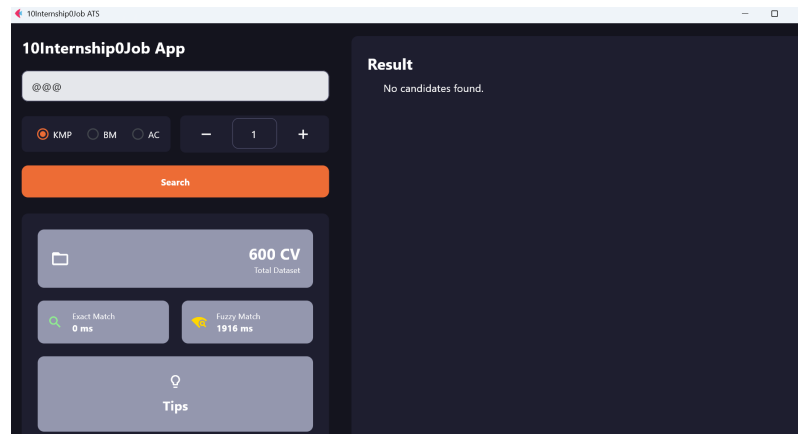 10Internship0Job ATS
10Internship0Job App
@@@
KMP BM AC
1
Search
600 CV
Total Dataset
Exact Match
0 ms
Fuzzy Match
1916 ms
Tips
Result
No candidates found.